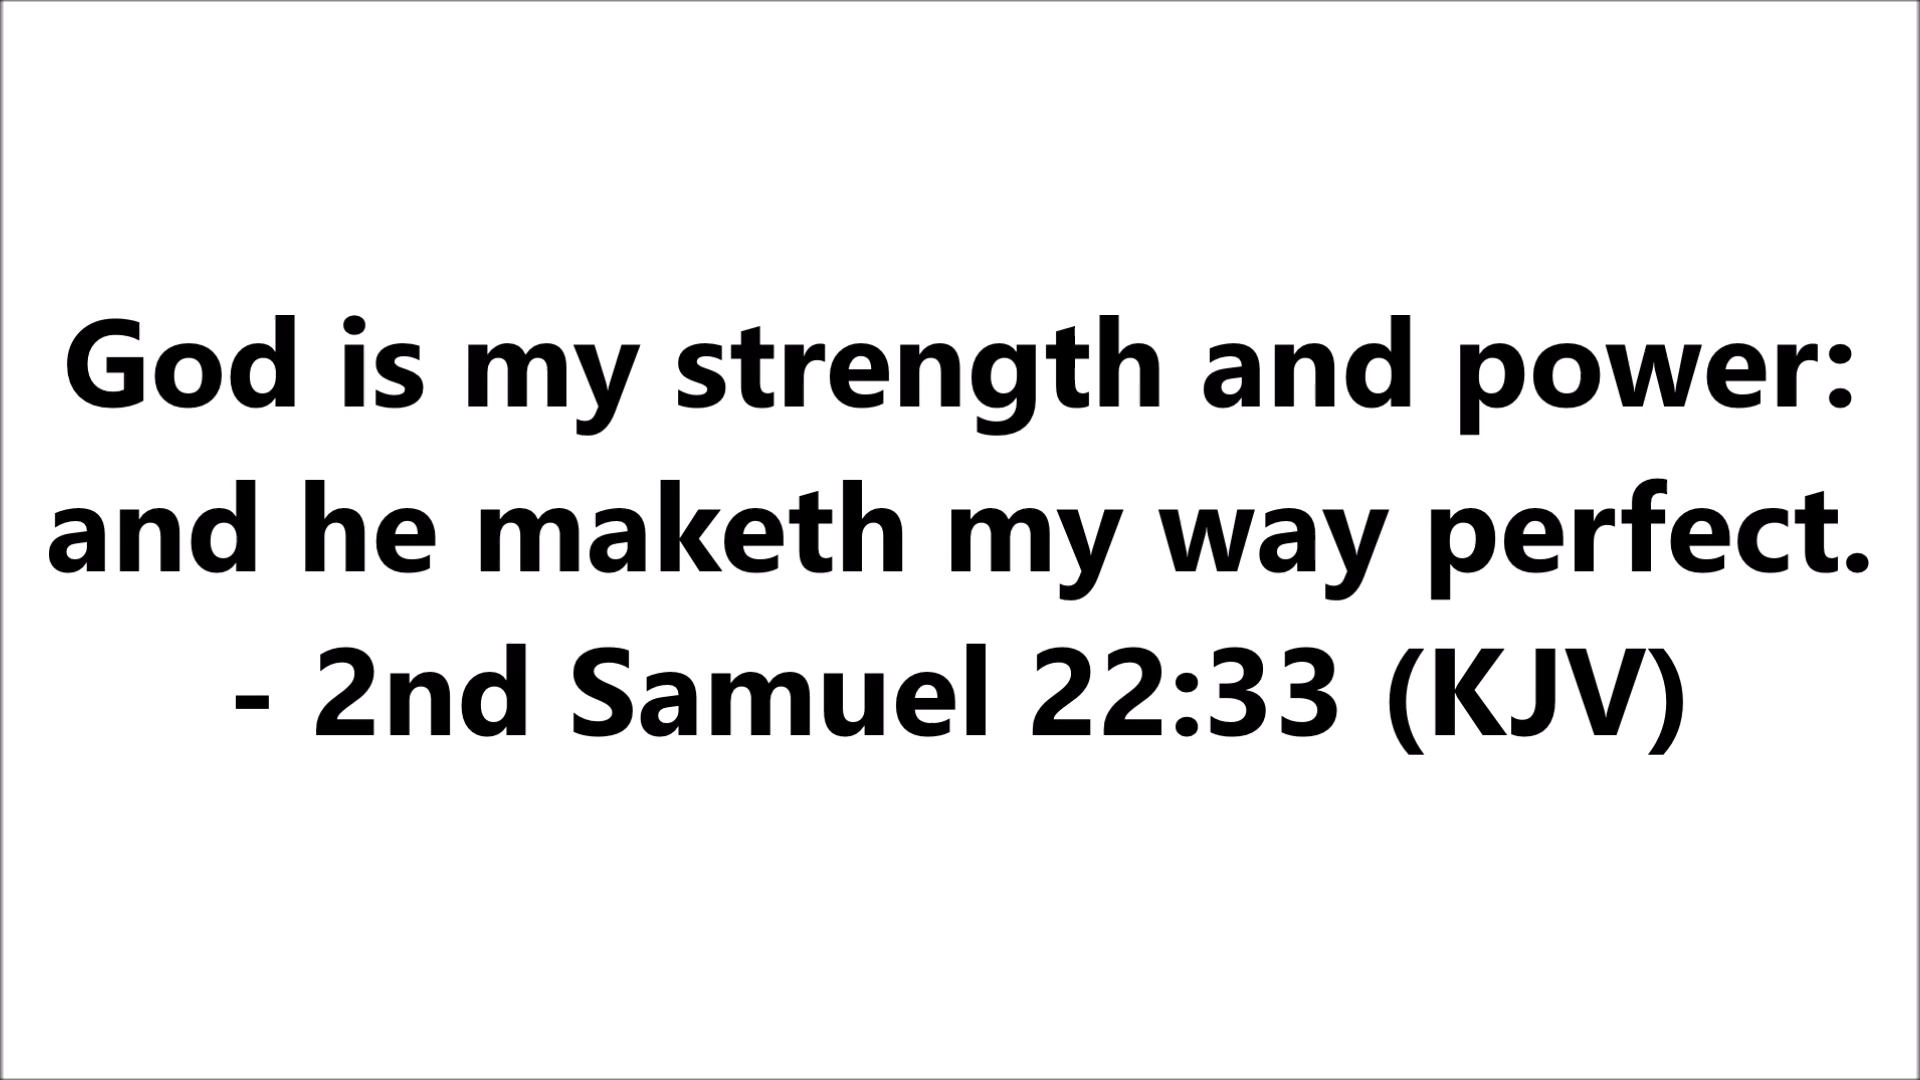 God is my strength and power:
and he maketh my way perfect.
- 2nd Samuel 22:33 (KJV)